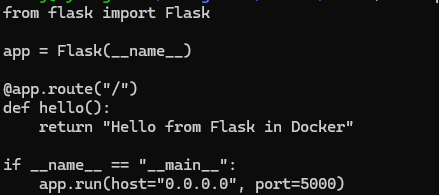 from flask import Flask

app = Flask(__name__)

@app.route("/")
def hello():
    return "Hello from Flask in Docker"

if __name__ == "__main__":
    app.run(host="0.0.0.0", port=5000)